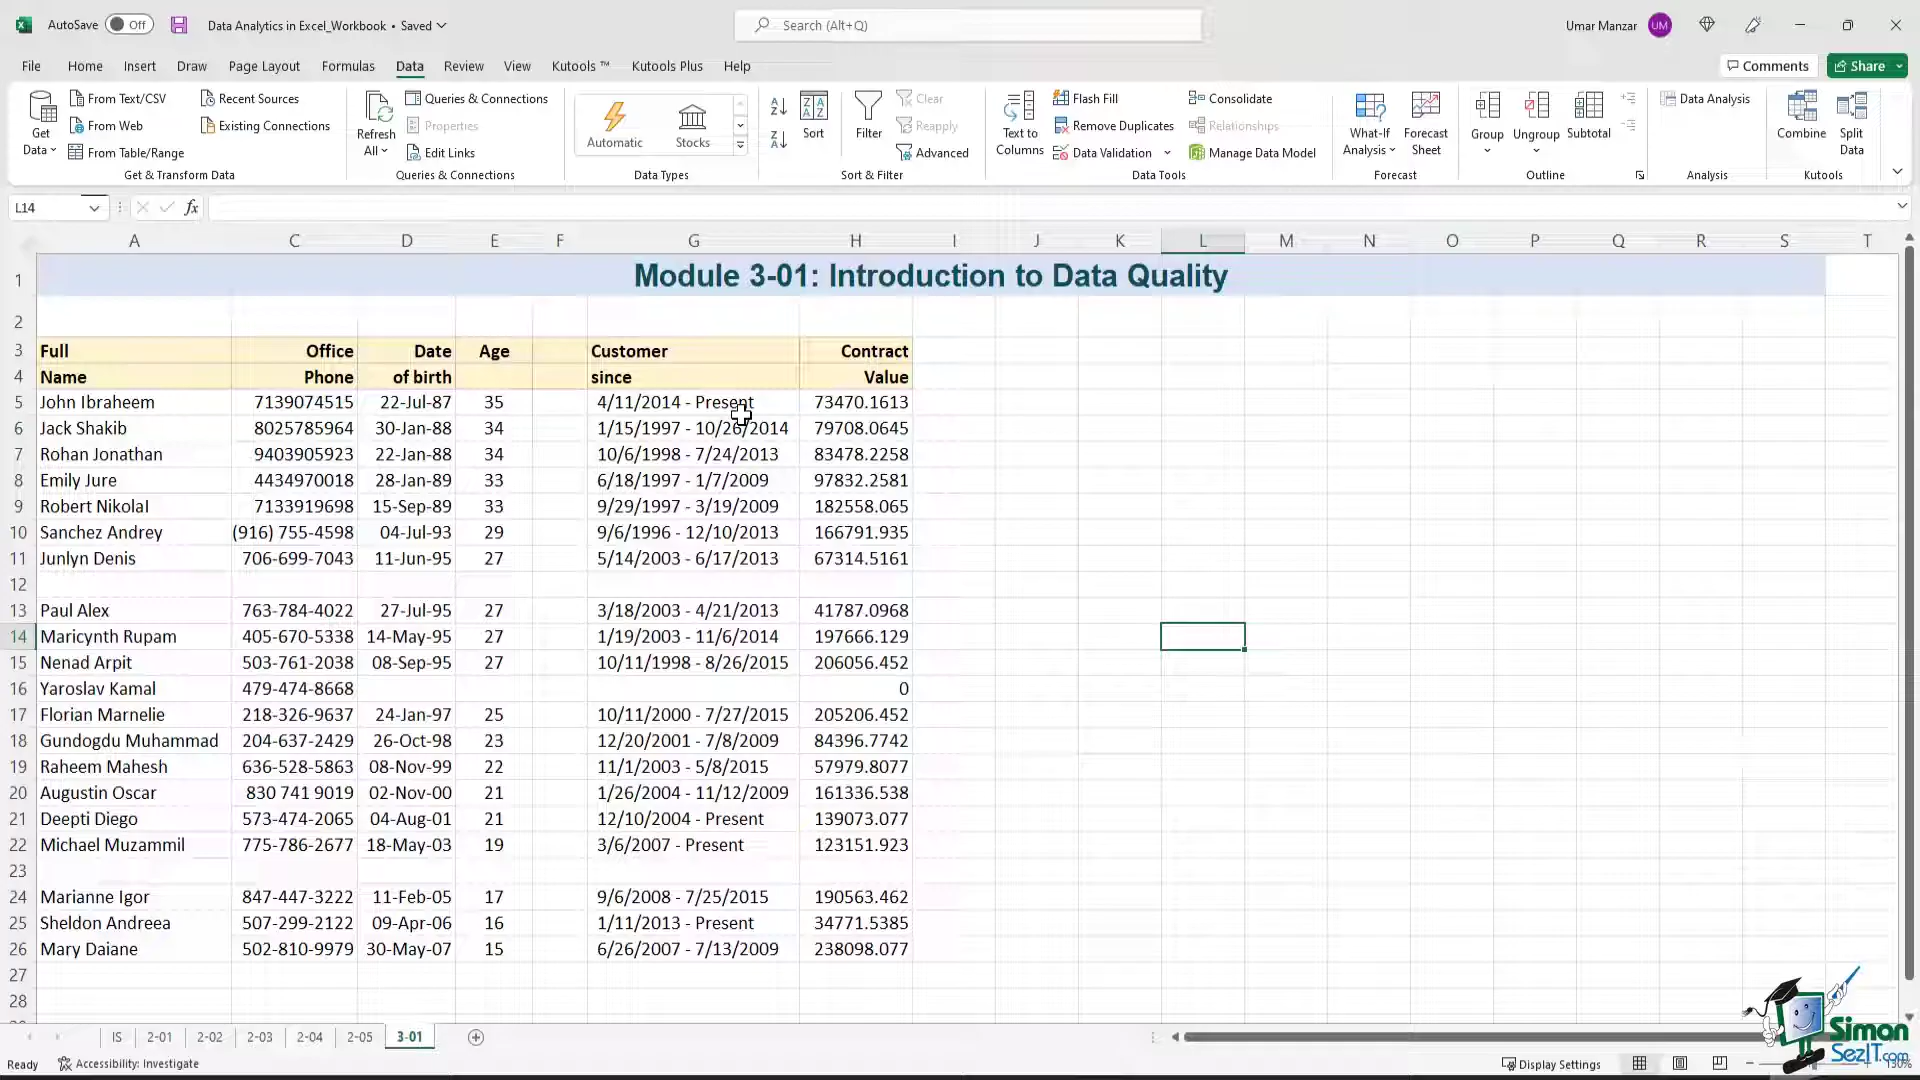 AutoSave Off Data Analytics in Excel_Workbook • Saved Search (Alt+Q) Umar Manzar UM
File Home Insert Draw Page Layout Formulas Data Review View Kutools ™ Kutools Plus Help Comments Share
Get Data From Text/CSV From Web From Table/Range Recent Sources Existing Connections
Get & Transform Data
Refresh All Queries & Connections Properties Edit Links
Queries & Connections
Automatic Stocks
Data Types
Sort Filter Clear Reapply Advanced
Sort & Filter
Text to Columns Flash Fill Remove Duplicates Data Validation Consolidate Relationships Manage Data Model
Data Tools
What-If Analysis Forecast Sheet
Forecast
Group Ungroup Subtotal
Outline
Data Analysis
Analysis
Combine Split Data
Kutools
L14 fx
A C D E F G H I J K L M N O P Q R S T
1 Module 3-01: Introduction to Data Quality
2
3 Full Office Date Age Customer Contract
4 Name Phone of birth since Value
5 John Ibraheem 7139074515 22-Jul-87 35 4/11/2014 - Present 73470.1613
6 Jack Shakib 8025785964 30-Jan-88 34 1/15/1997 - 10/26/2014 79708.0645
7 Rohan Jonathan 9403905923 22-Jan-88 34 10/6/1998 - 7/24/2013 83478.2258
8 Emily Jure 4434970018 28-Jan-89 33 6/18/1997 - 1/7/2009 97832.2581
9 Robert Nikolal 7133919698 15-Sep-89 33 9/29/1997 - 3/19/2009 182558.065
10 Sanchez Andrey (916) 755-4598 04-Jul-93 29 9/6/1996 - 12/10/2013 166791.935
11 Junlyn Denis 706-699-7043 11-Jun-95 27 5/14/2003 - 6/17/2013 67314.5161
12
13 Paul Alex 763-784-4022 27-Jul-95 27 3/18/2003 - 4/21/2013 41787.0968
14 Maricynth Rupam 405-670-5338 14-May-95 27 1/19/2003 - 11/6/2014 197666.129
15 Nenad Arpit 503-761-2038 08-Sep-95 27 10/11/1998 - 8/26/2015 206056.452
16 Yaroslav Kamal 479-474-8668 0
17 Florian Marnelie 218-326-9637 24-Jan-97 25 10/11/2000 - 7/27/2015 205206.452
18 Gundogdu Muhammad 204-637-2429 26-Oct-98 23 12/20/2001 - 7/8/2009 84396.7742
19 Raheem Mahesh 636-528-5863 08-Nov-99 22 11/1/2003 - 5/8/2015 57979.8077
20 Augustin Oscar 830 741 9019 02-Nov-00 21 1/26/2004 - 11/12/2009 161336.538
21 Deepti Diego 573-474-2065 04-Aug-01 21 12/10/2004 - Present 139073.077
22 Michael Muzammil 775-786-2677 18-May-03 19 3/6/2007 - Present 123151.923
23
24 Marianne Igor 847-447-3222 11-Feb-05 17 9/6/2008 - 7/25/2015 190563.462
25 Sheldon Andreea 507-299-2122 09-Apr-06 16 1/11/2013 - Present 34771.5385
26 Mary Daiane 502-810-9979 30-May-07 15 6/26/2007 - 7/13/2009 238098.077
27
28
IS 2-01 2-02 2-03 2-04 2-05 3-01
Ready Accessibility: Investigate Display Settings 130%
Simon
SezIT.com